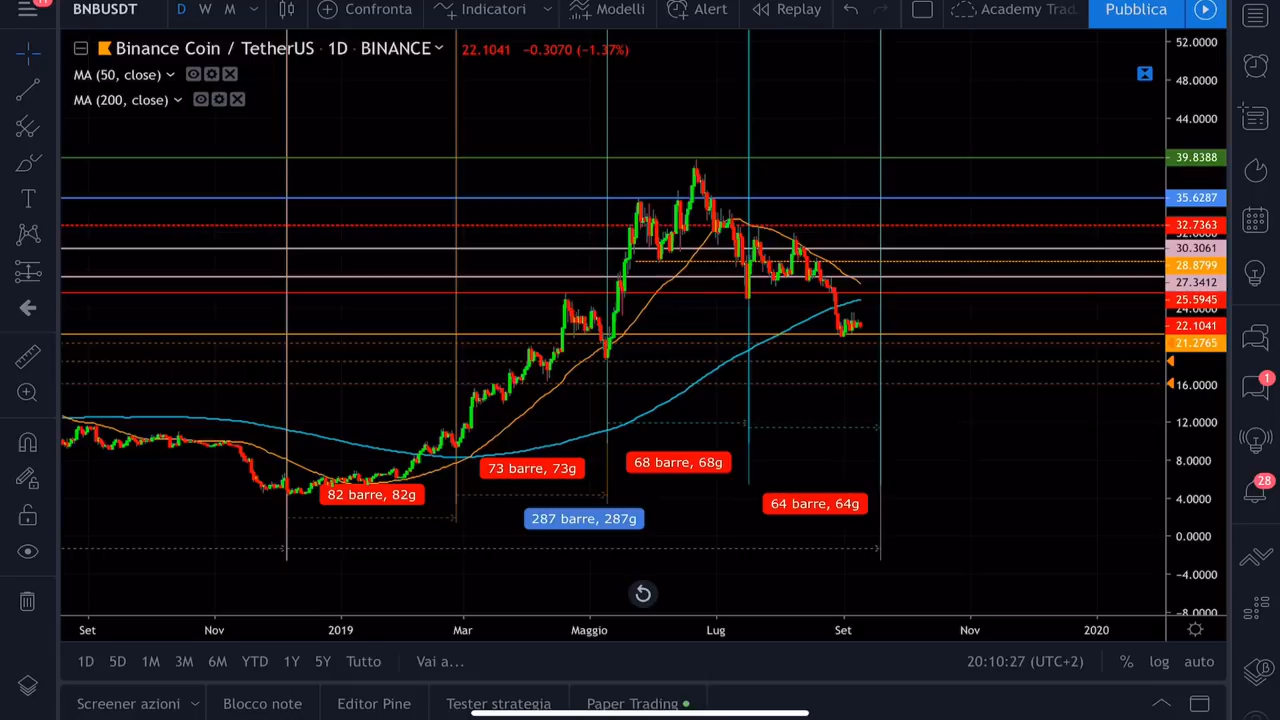 11
BNBUSDT
D W M
Confronta
Indicatori
Modelli
Alert
Replay
Academy Trad.
Pubblica
Binance Coin / TetherUS · 1D · BINANCE
22.1041 −0.3070 (−1.37%)
MA (50, close)
MA (200, close)
52.0000
48.0000
44.0000
39.8388
35.6287
32.7363
32.0000
30.3061
28.8799
27.3412
25.5945
24.0000
22.1041
21.2765
16.0000
12.0000
8.0000
4.0000
0.0000
−4.0000
−8.0000
68 barre, 68g
73 barre, 73g
82 barre, 82g
64 barre, 64g
287 barre, 287g
1
28
Set Nov 2019 Mar Maggio Lug Set Nov 2020
1D 5D 1M 3M 6M YTD 1Y 5Y Tutto Vai a...
20:10:27 (UTC+2) % log auto
Screener azioni Blocco note Editor Pine Tester strategia Paper Trading